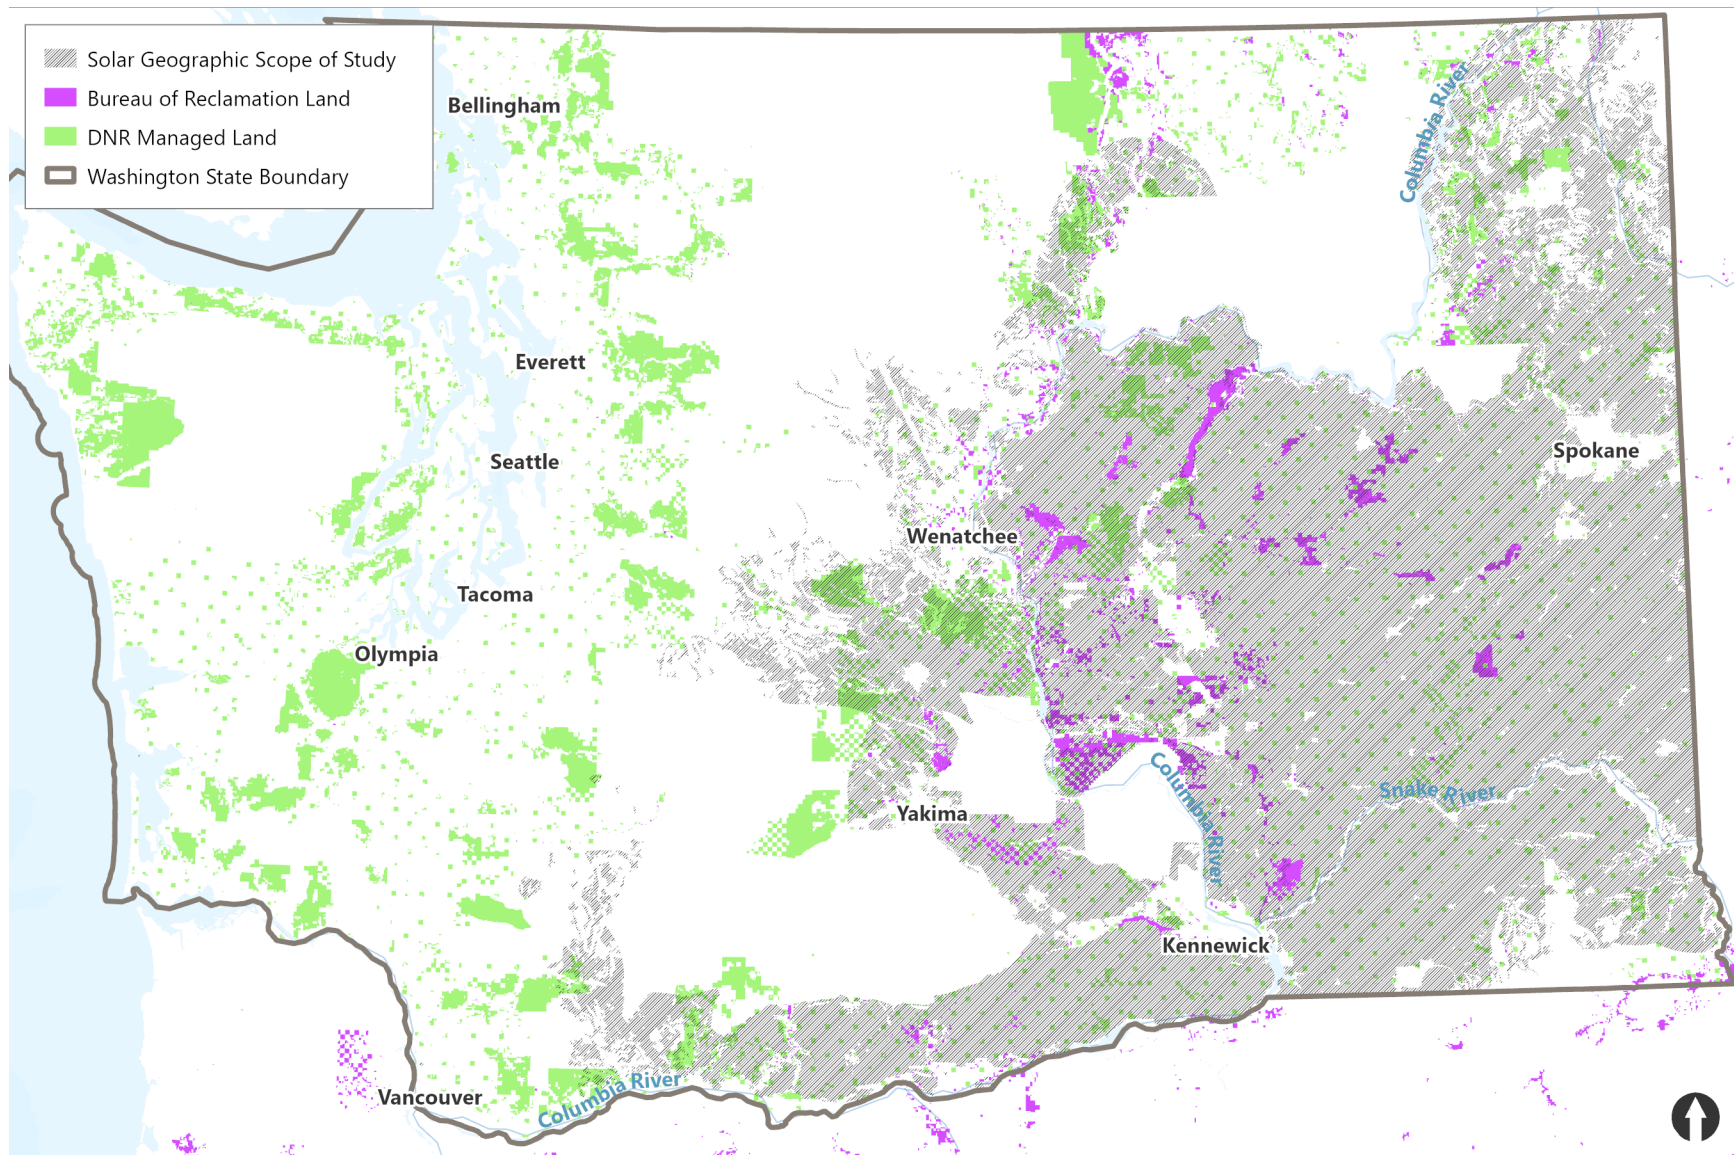 Solar Geographic Scope of Study
Bureau of Reclamation Land
DNR Managed Land
Washington State Boundary
Bellingham
Columbia River
Everett
Seattle
Spokane
Wenatchee
Tacoma
Olympia
Columbia River
Snake River
Yakima
Kennewick
Vancouver
Columbia River